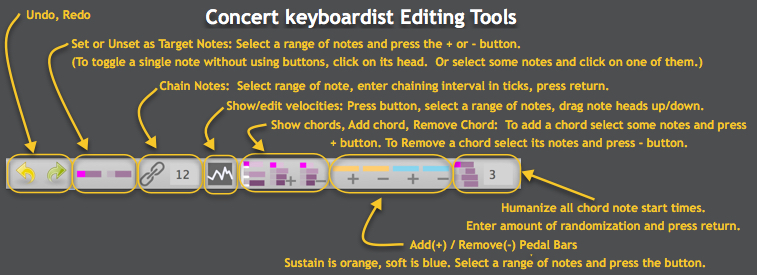 Concert keyboardist Editing Tools
Undo, Redo
Set or Unset as Target Notes: Select a range of notes and press the + or - button.
(To toggle a single note without using buttons, click on its head. Or select some notes and click on one of them.)
Chain Notes: Select range of note, enter chaining interval in ticks, press return.
Show/edit velocities: Press button, select a range of notes, drag note heads up/down.
Show chords, Add chord, Remove Chord: To add a chord select some notes and press
+ button. To Remove a chord select its notes and press - button.
12
+ −
+ − + −
3
Humanize all chord note start times.
Enter amount of randomization and press return.
Add(+) / Remove(-) Pedal Bars
Sustain is orange, soft is blue. Select a range of notes and press the button.